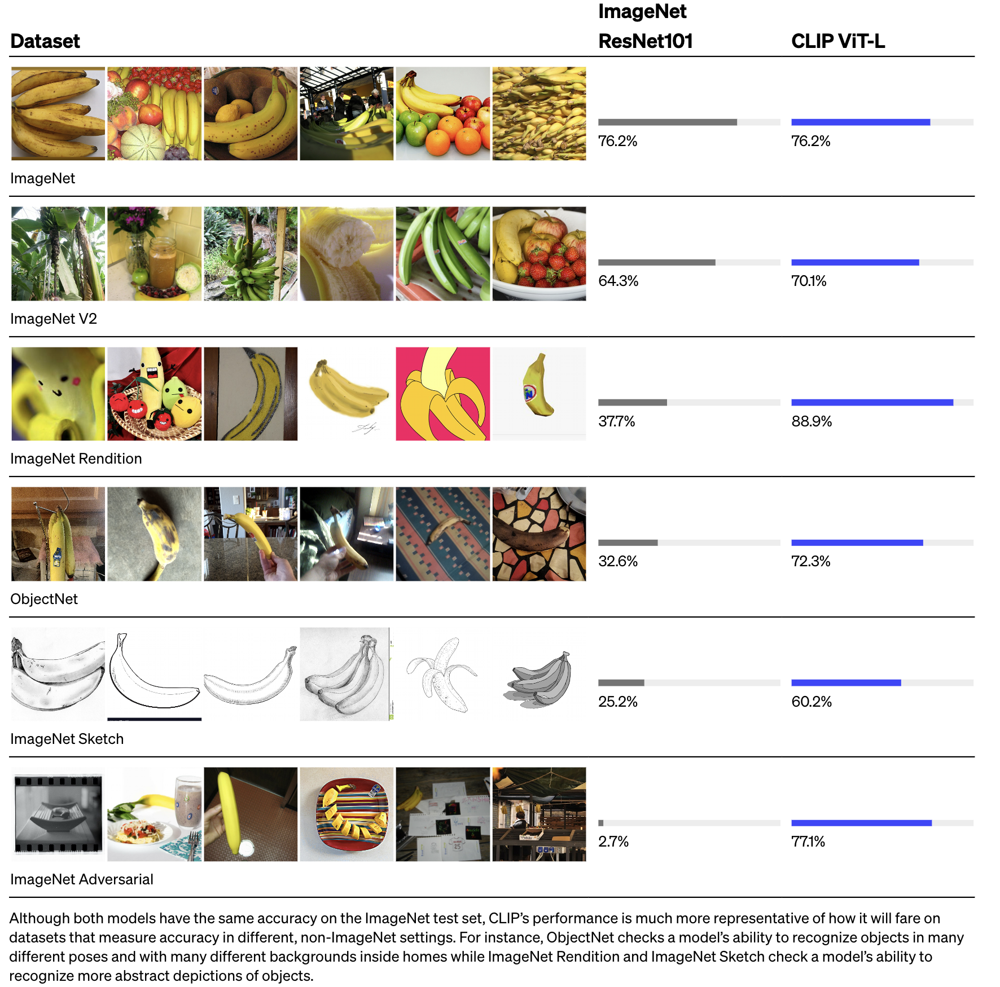 ImageNet
Dataset
ResNet101
CLIP ViT-L
76.2%
76.2%
ImageNet
64.3%
70.1%
ImageNet V2
37.7%
88.9%
ImageNet Rendition
32.6%
72.3%
ObjectNet
25.2%
60.2%
ImageNet Sketch
2.7%
77.1%
ImageNet Adversarial
Although both models have the same accuracy on the ImageNet test set, CLIP’s performance is much more representative of how it will fare on
datasets that measure accuracy in different, non-ImageNet settings. For instance, ObjectNet checks a model’s ability to recognize objects in many
different poses and with many different backgrounds inside homes while ImageNet Rendition and ImageNet Sketch check a model’s ability to
recognize more abstract depictions of objects.